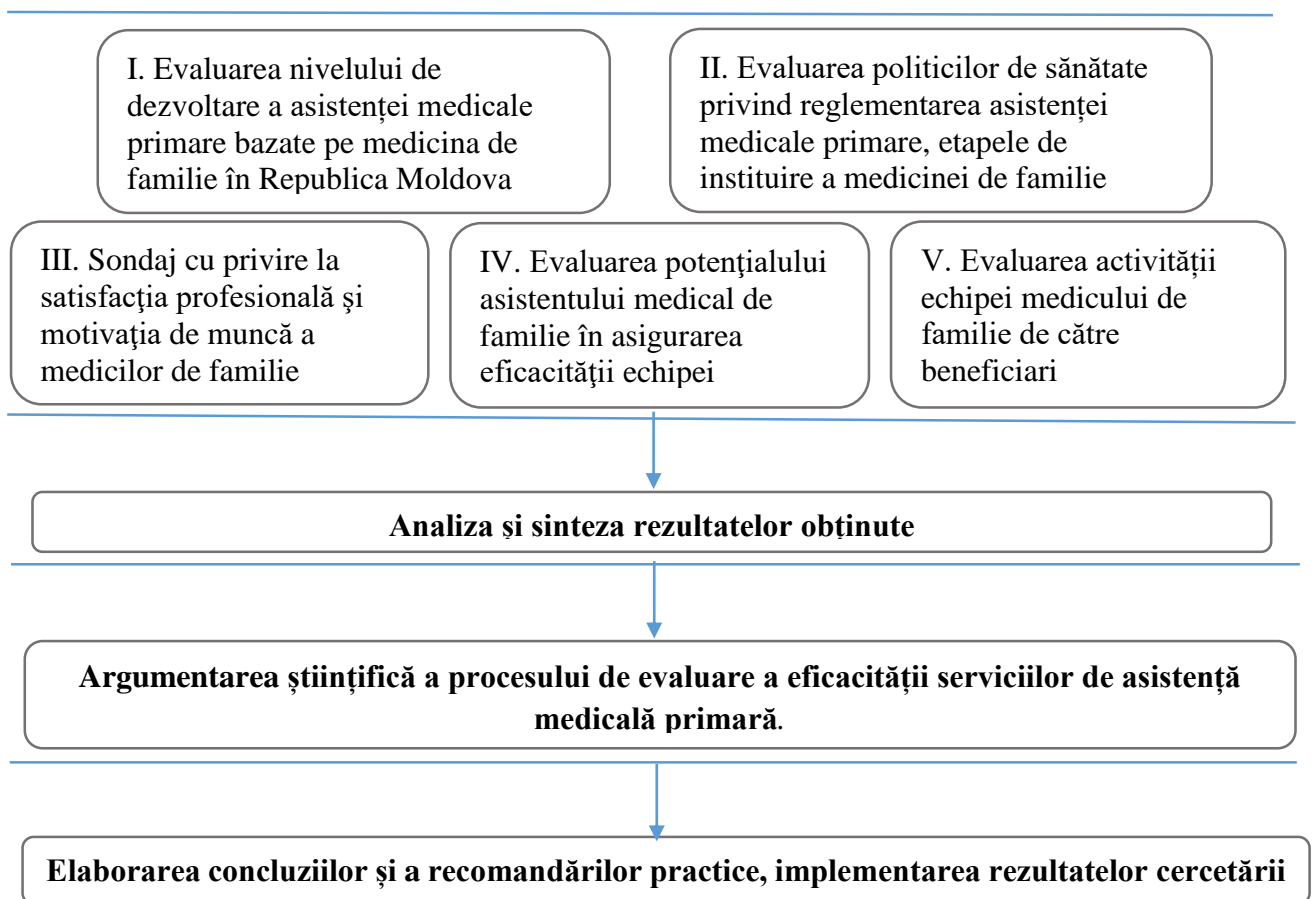 I. Evaluarea nivelului de
dezvoltare a asistenței medicale
primare bazate pe medicina de
familie în Republica Moldova
II. Evaluarea politicilor de sănătate
privind reglementarea asistenței
medicale primare, etapele de
instituire a medicinei de familie
III. Sondaj cu privire la
satisfacţia profesională şi
motivaţia de muncă a
medicilor de familie
IV. Evaluarea potenţialului
asistentului medical de
familie în asigurarea
eficacităţii echipei
V. Evaluarea activității
echipei medicului de
familie de către
beneficiari
Analiza și sinteza rezultatelor obținute
Argumentarea științifică a procesului de evaluare a eficacității serviciilor de asistență
medicală primară.
Elaborarea concluziilor și a recomandărilor practice, implementarea rezultatelor cercetării